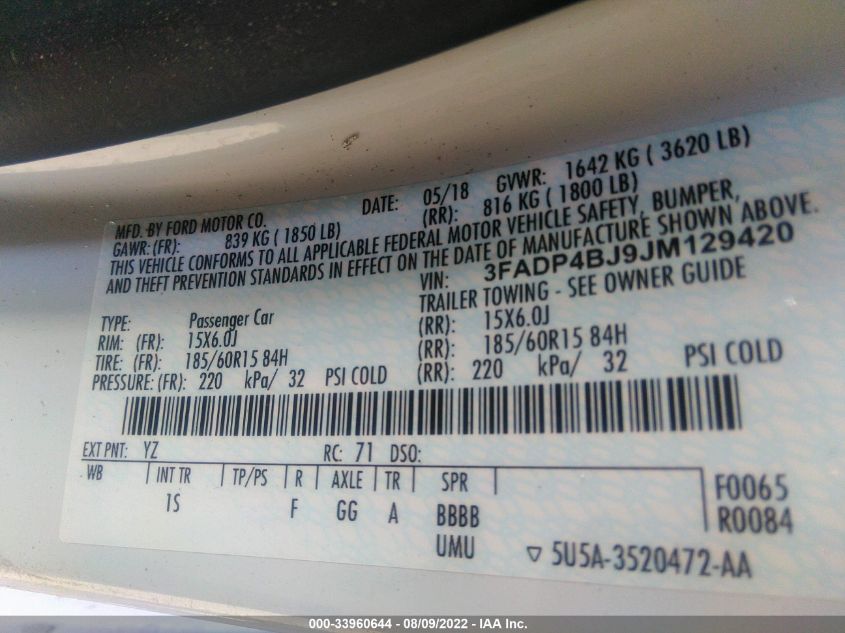 MFD. BY FORD MOTOR CO.
DATE: 05/18 GVWR: 1642 KG ( 3620 LB)
GAWR: (FR): 839 KG ( 1850 LB) (RR): 816 KG ( 1800 LB)
THIS VEHICLE CONFORMS TO ALL APPLICABLE FEDERAL MOTOR VEHICLE SAFETY, BUMPER,
AND THEFT PREVENTION STANDARDS IN EFFECT ON THE DATE OF MANUFACTURE SHOWN ABOVE.
VIN: 3FADP4BJ9JM129420
TYPE: Passenger Car TRAILER TOWING - SEE OWNER GUIDE
RIM: (FR): 15X6.0J (RR): 15X6.0J
TIRE: (FR): 185/60R15 84H (RR): 185/60R15 84H
PRESSURE: (FR): 220 kPa/ 32 PSI COLD (RR): 220 kPa/ 32 PSI COLD
EXT PNT: YZ RC: 71 DSO:
WB INT TR TP/PS R AXLE TR SPR F0065
1S F GG A BBBB R0084
UMU 5U5A-3520472-AA
000-33960644 - 08/09/2022 - IAA Inc.